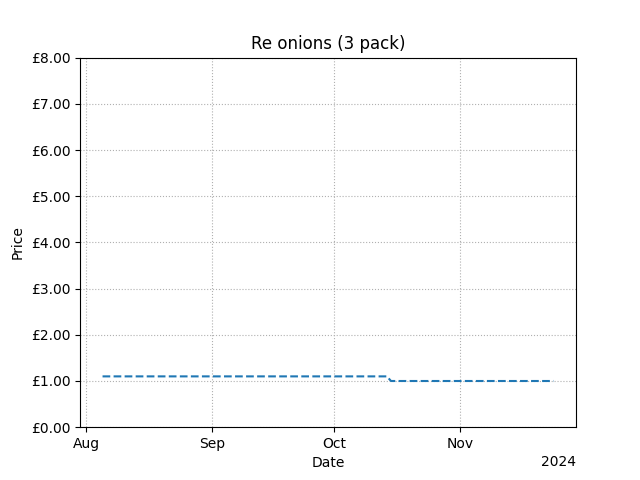 Re onions (3 pack)
£8.00
£7.00
£6.00
£5.00
£4.00
£3.00
£2.00
£1.00
£0.00
Price
Aug Sep Oct Nov
Date
2024